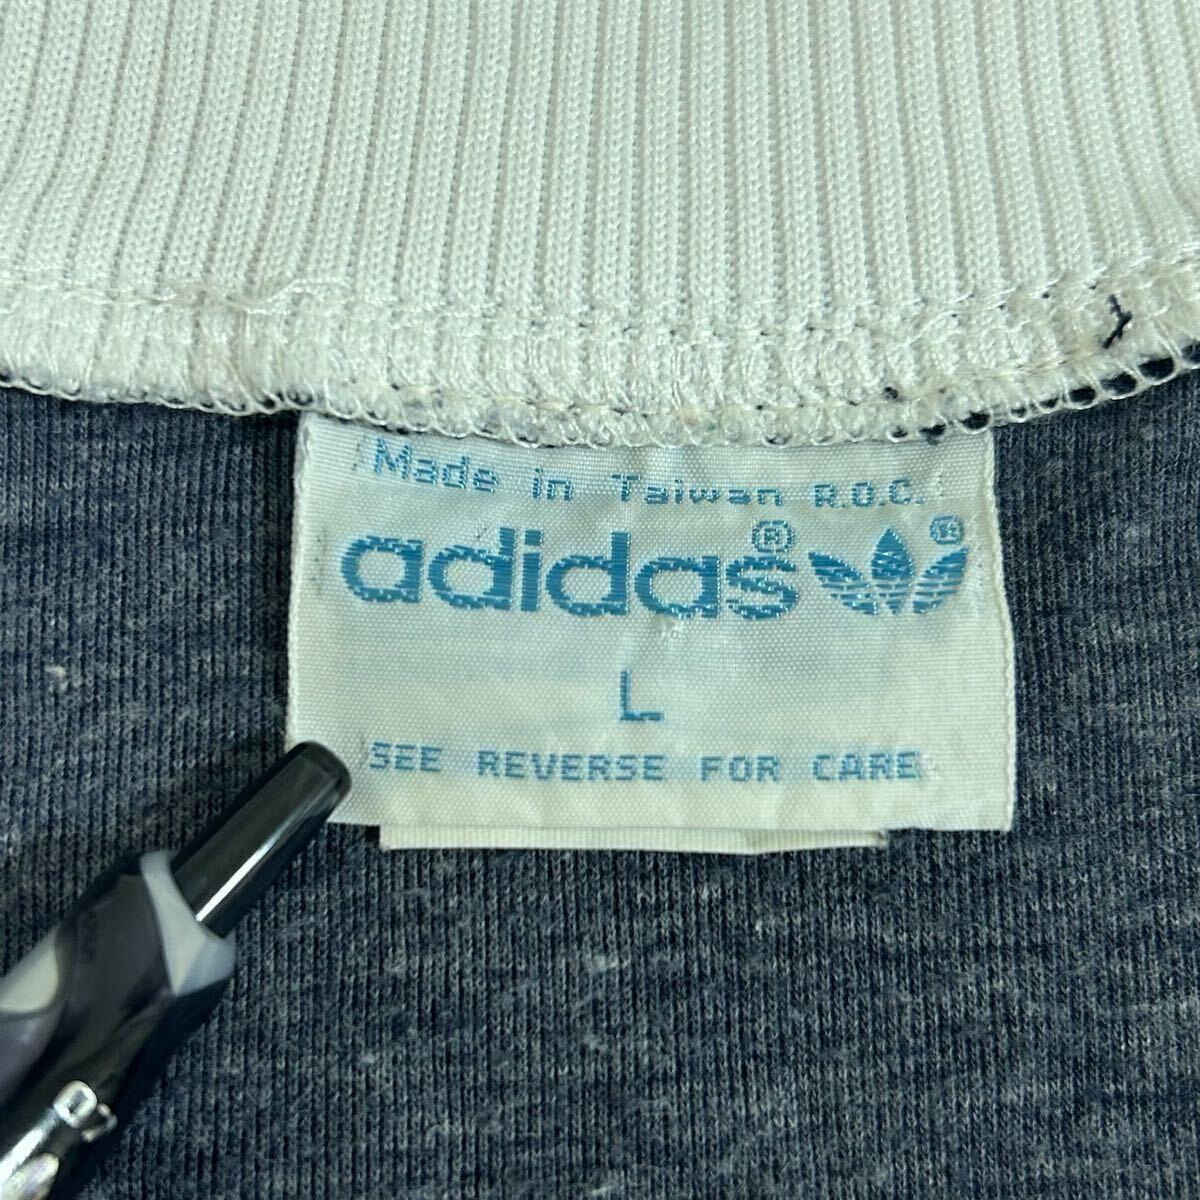 Made in Taiwan R.O.C.
adidas® ®
L
SEE REVERSE FOR CARE